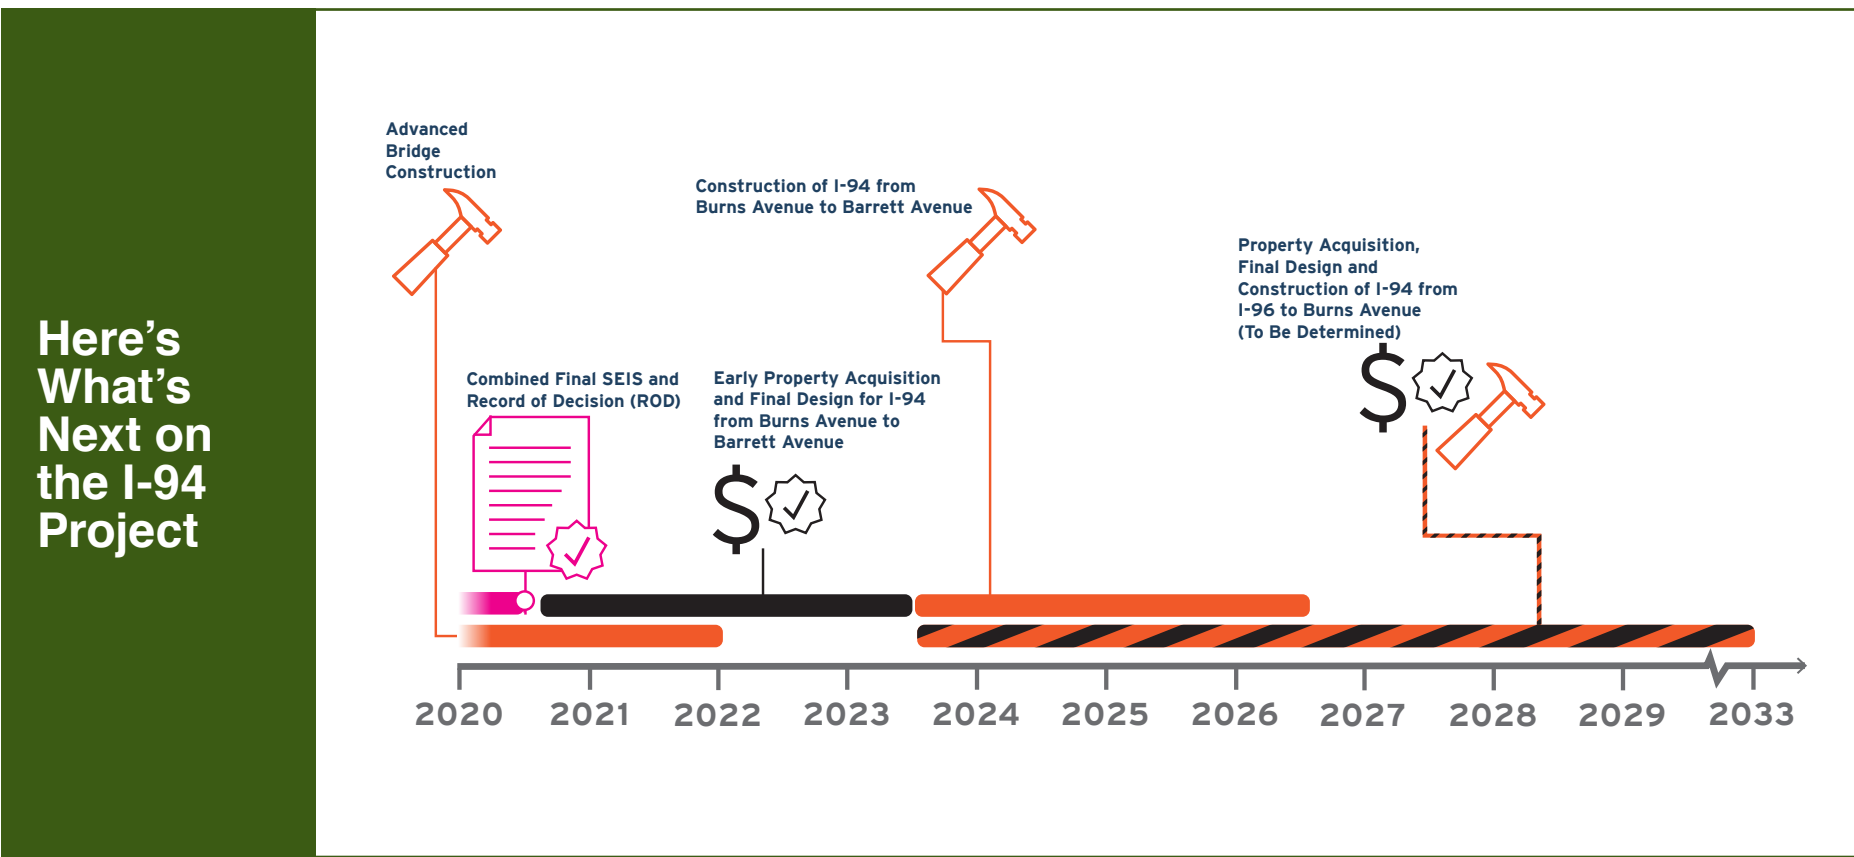 Here’s
What’s
Next on
the I-94
Project
Advanced
Bridge
Construction
Construction of I-94 from
Burns Avenue to Barrett Avenue
Property Acquisition,
Final Design and
Construction of I-94 from
I-96 to Burns Avenue
(To Be Determined)
Combined Final SEIS and
Record of Decision (ROD)
Early Property Acquisition
and Final Design for I-94
from Burns Avenue to
Barrett Avenue
$
$
2020 2021 2022 2023 2024 2025 2026 2027 2028 2029 2033